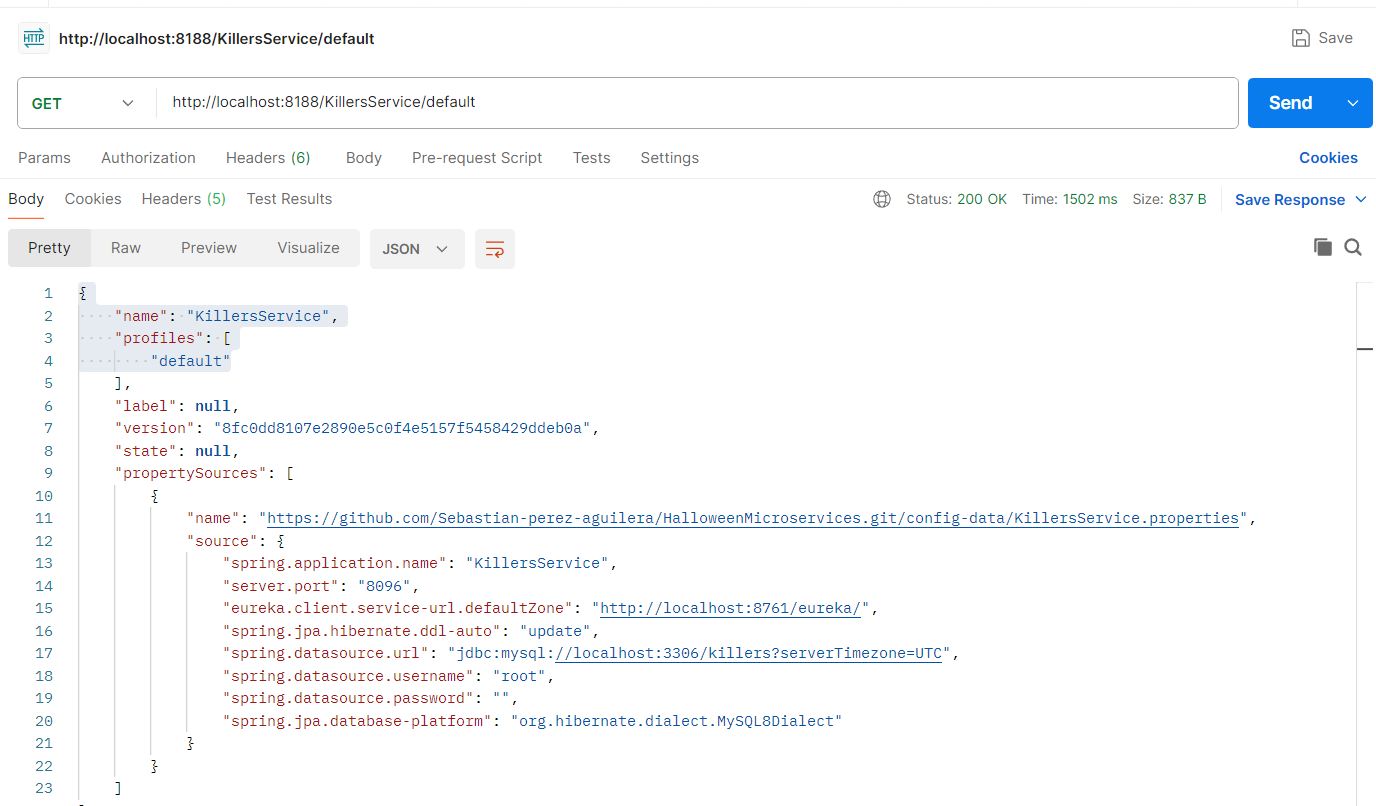 HTTP http://localhost:8188/KillersService/default Save
GET http://localhost:8188/KillersService/default Send
Params Authorization Headers (6) Body Pre-request Script Tests Settings Cookies
Body Cookies Headers (5) Test Results Status: 200 OK Time: 1502 ms Size: 837 B Save Response
Pretty Raw Preview Visualize JSON
1 {
2 "name": "KillersService",
3 "profiles": [
4 "default"
5 ],
6 "label": null,
7 "version": "8fc0dd8107e2890e5c0f4e5157f5458429ddeb0a",
8 "state": null,
9 "propertySources": [
10 {
11 "name": "https://github.com/Sebastian-perez-aguilera/HalloweenMicroservices.git/config-data/KillersService.properties",
12 "source": {
13 "spring.application.name": "KillersService",
14 "server.port": "8096",
15 "eureka.client.service-url.defaultZone": "http://localhost:8761/eureka/",
16 "spring.jpa.hibernate.ddl-auto": "update",
17 "spring.datasource.url": "jdbc:mysql://localhost:3306/killers?serverTimezone=UTC",
18 "spring.datasource.username": "root",
19 "spring.datasource.password": "",
20 "spring.jpa.database-platform": "org.hibernate.dialect.MySQL8Dialect"
21 }
22 }
23 ]